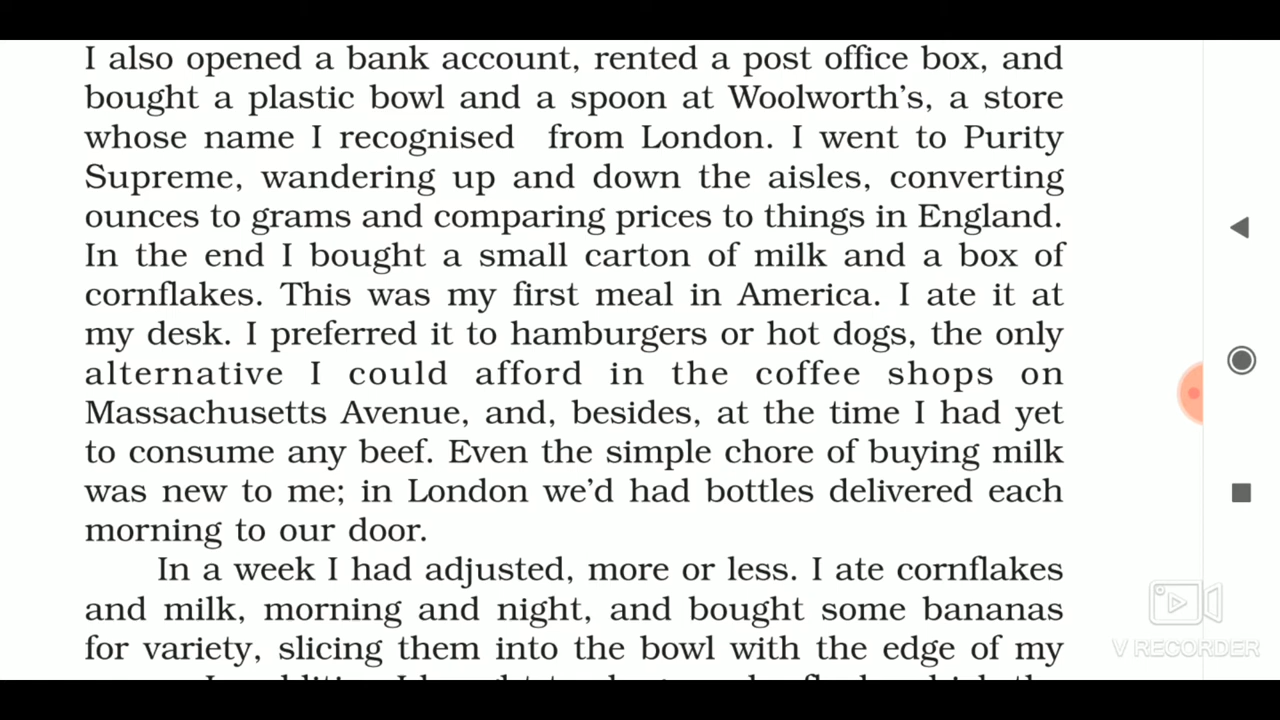 I also opened a bank account, rented a post office box, and
bought a plastic bowl and a spoon at Woolworth's, a store
whose name I recognised from London. I went to Purity
Supreme, wandering up and down the aisles, converting
ounces to grams and comparing prices to things in England.
In the end I bought a small carton of milk and a box of
cornflakes. This was my first meal in America. I ate it at
my desk. I preferred it to hamburgers or hot dogs, the only
alternative I could afford in the coffee shops on
Massachusetts Avenue, and, besides, at the time I had yet
to consume any beef. Even the simple chore of buying milk
was new to me; in London we'd had bottles delivered each
morning to our door.
In a week I had adjusted, more or less. I ate cornflakes
and milk, morning and night, and bought some bananas
for variety, slicing them into the bowl with the edge of my
V RECORDER